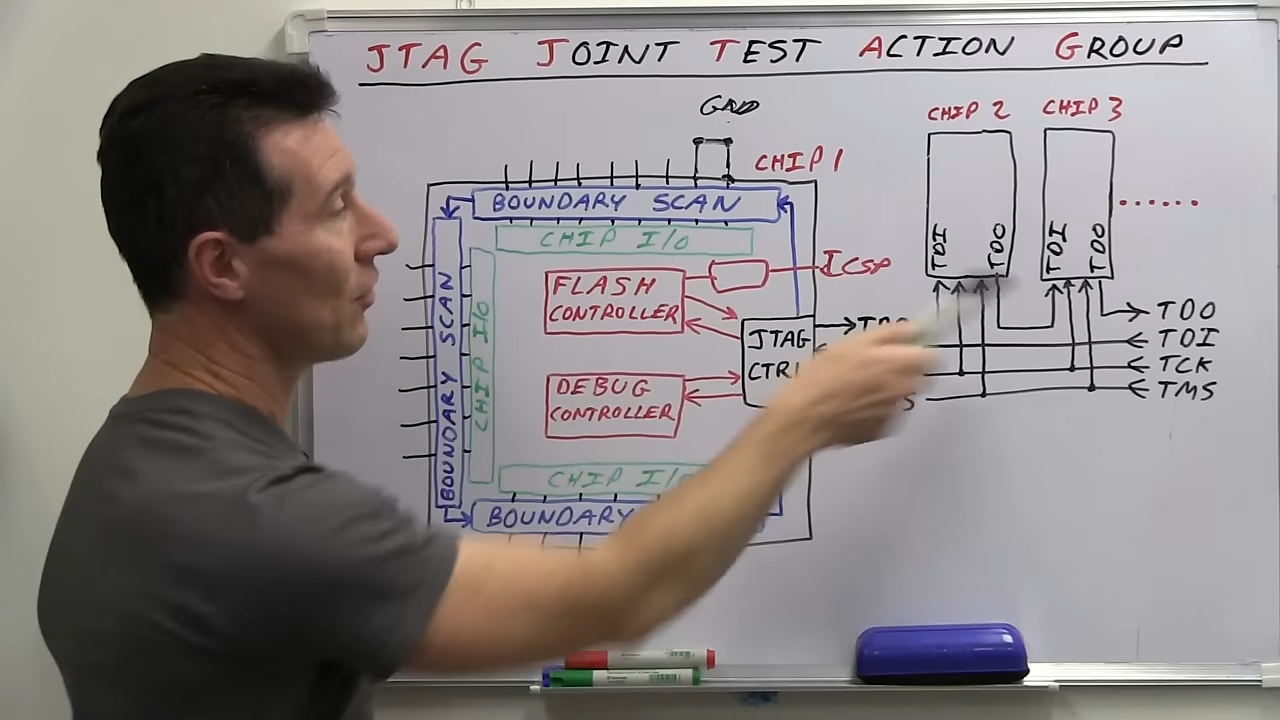 JTAG JOINT TEST ACTION GROUP
GND
CHIP 1
CHIP 2
CHIP 3
......
BOUNDARY SCAN
CHIP I/O
BOUNDARY SCAN
CHIP I/O
FLASH
CONTROLLER
ICSP
JTAG
DEBUG
CONTROLLER
CHIP I/O
BOUNDARY
TDI
TDO
TDI
TDO
TDO
TDI
TCK
TMS